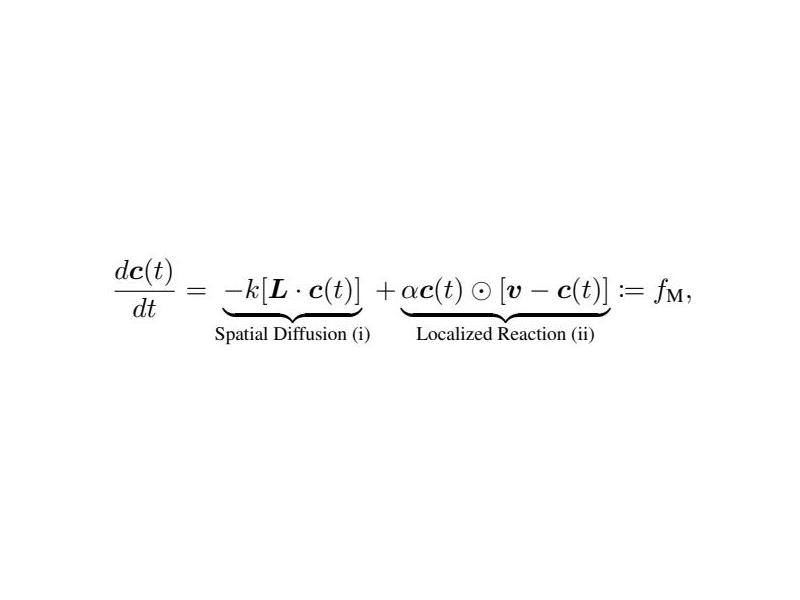 dc(t)/dt = −k[L · c(t)] + αc(t) ⊙ [v − c(t)] := f_M,
Spatial Diffusion (i) Localized Reaction (ii)